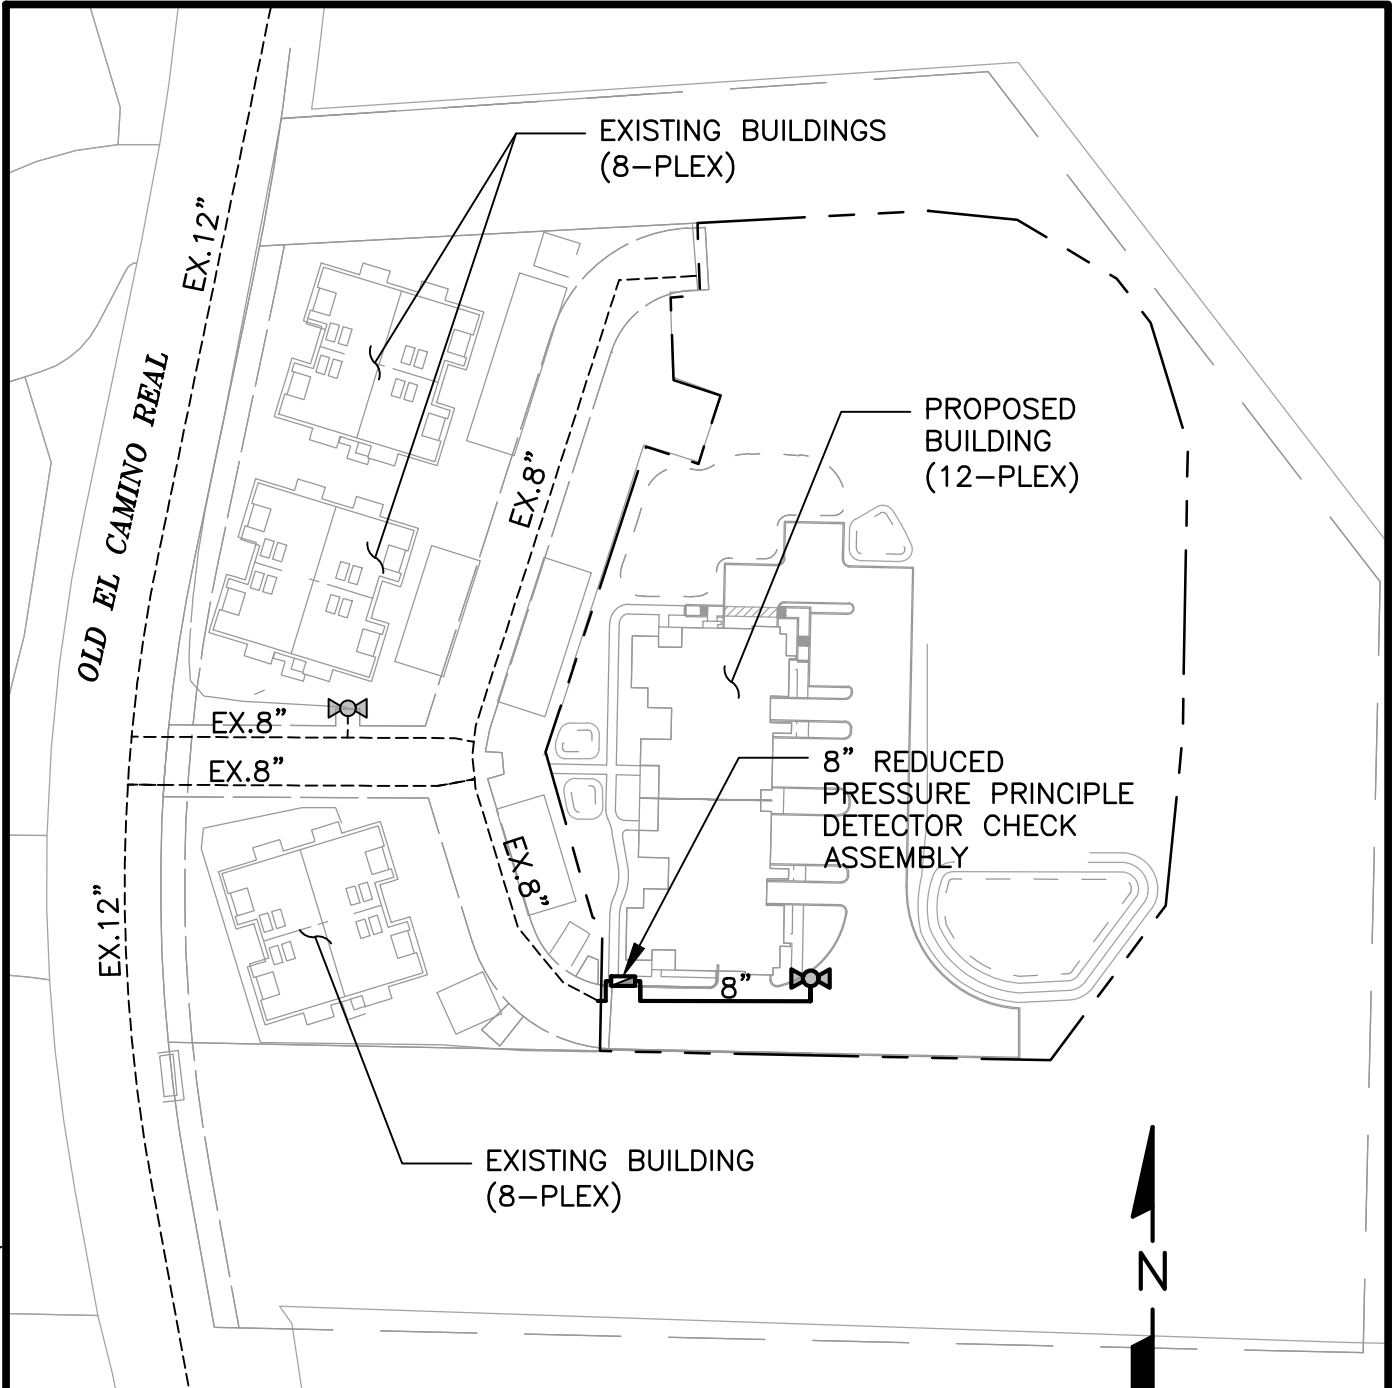 EXISTING BUILDINGS
(8-PLEX)
EX.12"
OLD EL CAMINO REAL
PROPOSED
BUILDING
(12-PLEX)
EX.8"
EX.8"
EX.8"
8" REDUCED
PRESSURE PRINCIPLE
DETECTOR CHECK
ASSEMBLY
EX.8"
EX.12"
8"
EXISTING BUILDING
(8-PLEX)
N